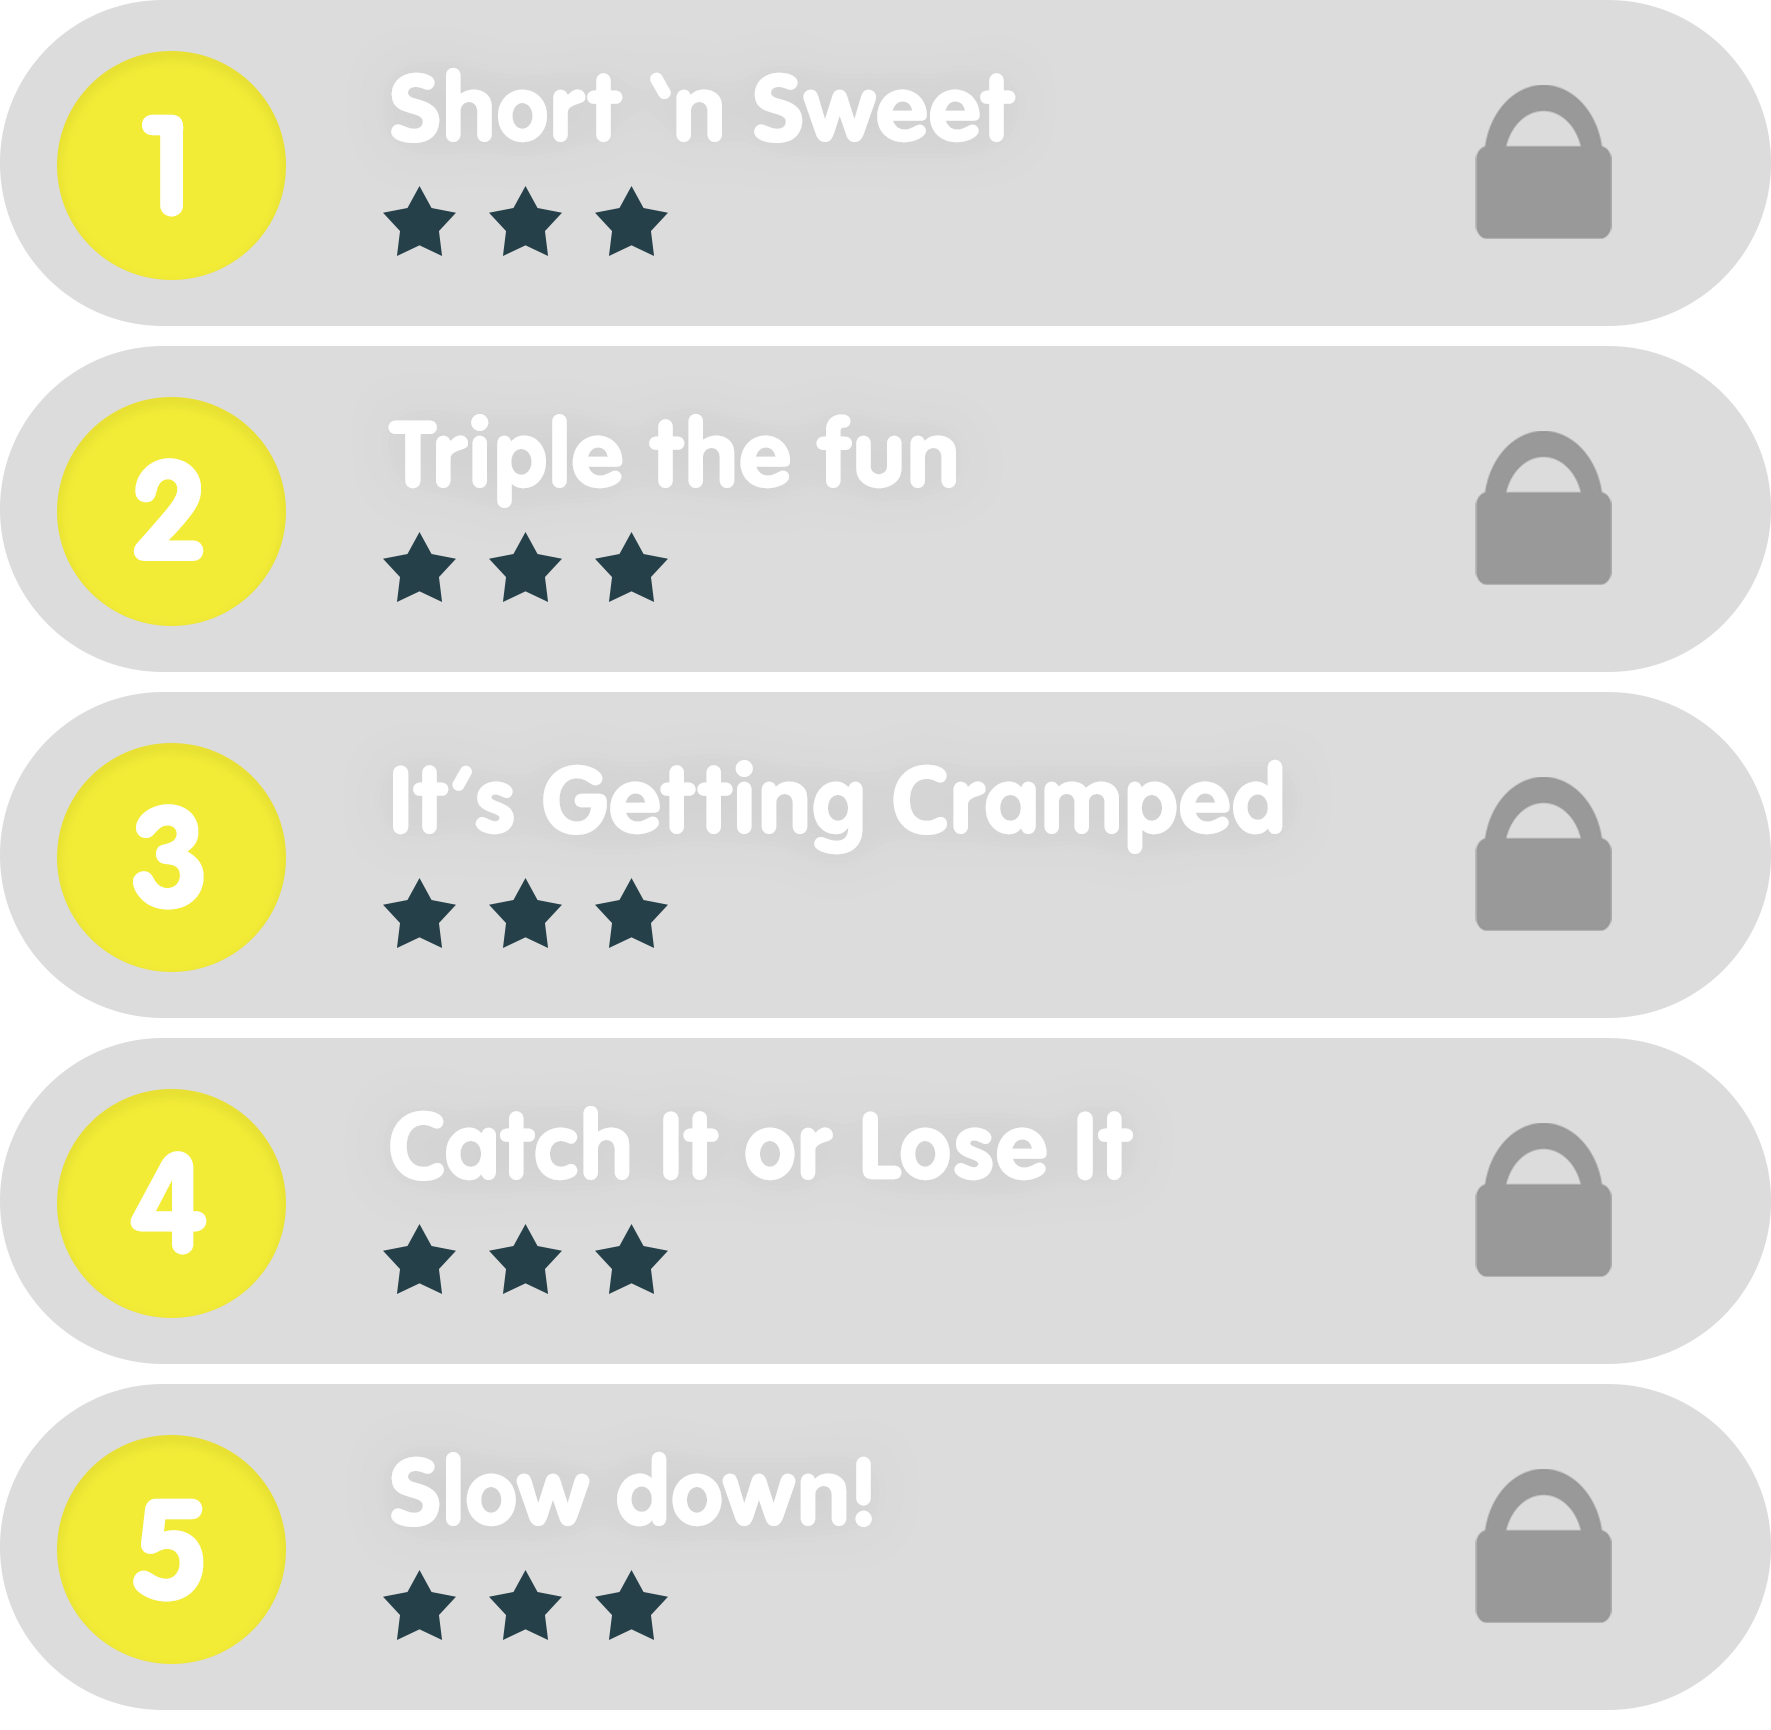 1
Short ‵n Sweet
2
Triple the fun
3
It′s Getting Cramped
4
Catch It or Lose It
5
Slow down!